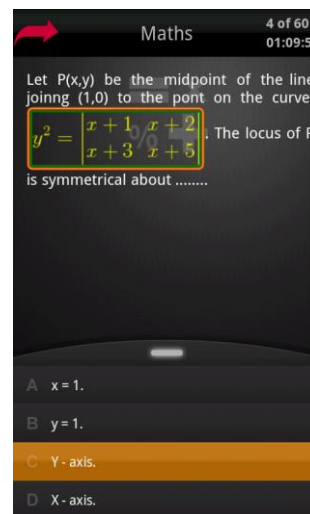 Maths
4 of 60
01:09:5
Let P(x,y) be the midpoint of the line
joinng (1,0) to the pont on the curve
y² = |x + 1 x + 2|
|x + 3 x + 5| . The locus of P
is symmetrical about ........
A x = 1.
B y = 1.
C Y - axis.
D X - axis.